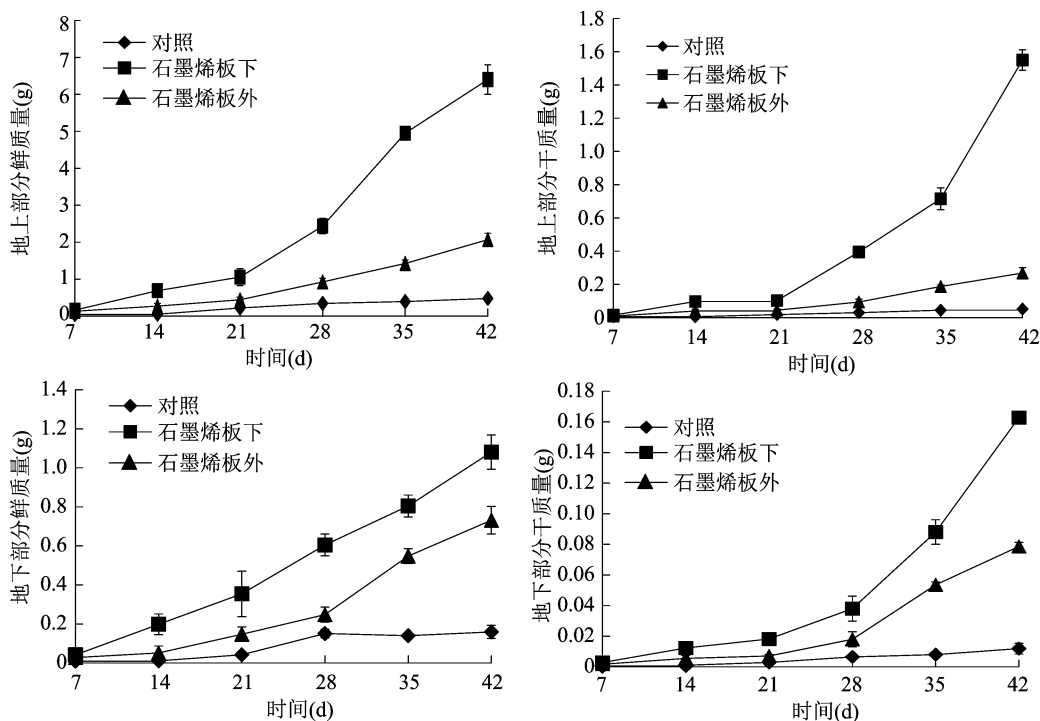 地上部分鲜质量(g)
8
7
6
5
4
3
2
1
0
对照
石墨烯板下
石墨烯板外
7 14 21 28 35 42
时间(d)
地上部分干质量(g)
1.8
1.6
1.4
1.2
1.0
0.8
0.6
0.4
0.2
0
对照
石墨烯板下
石墨烯板外
7 14 21 28 35 42
时间(d)
地下部分鲜质量(g)
1.4
1.2
1.0
0.8
0.6
0.4
0.2
0
对照
石墨烯板下
石墨烯板外
7 14 21 28 35 42
时间(d)
地下部分干质量(g)
0.18
0.16
0.14
0.12
0.10
0.08
0.06
0.04
0.02
0
对照
石墨烯板下
石墨烯板外
7 14 21 28 35 42
时间(d)